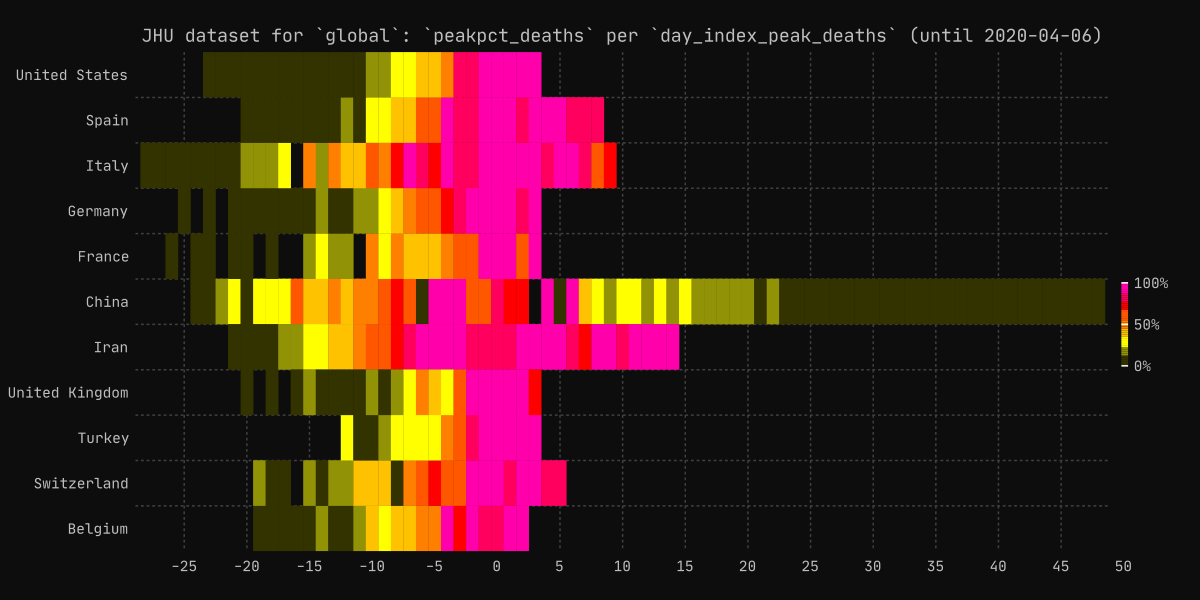 JHU dataset for `global`: `peakpct_deaths` per `day_index_peak_deaths` (until 2020-04-06)
United States
Spain
Italy
Germany
France
China
Iran
United Kingdom
Turkey
Switzerland
Belgium
100%
50%
0%
-25 -20 -15 -10 -5 0 5 10 15 20 25 30 35 40 45 50